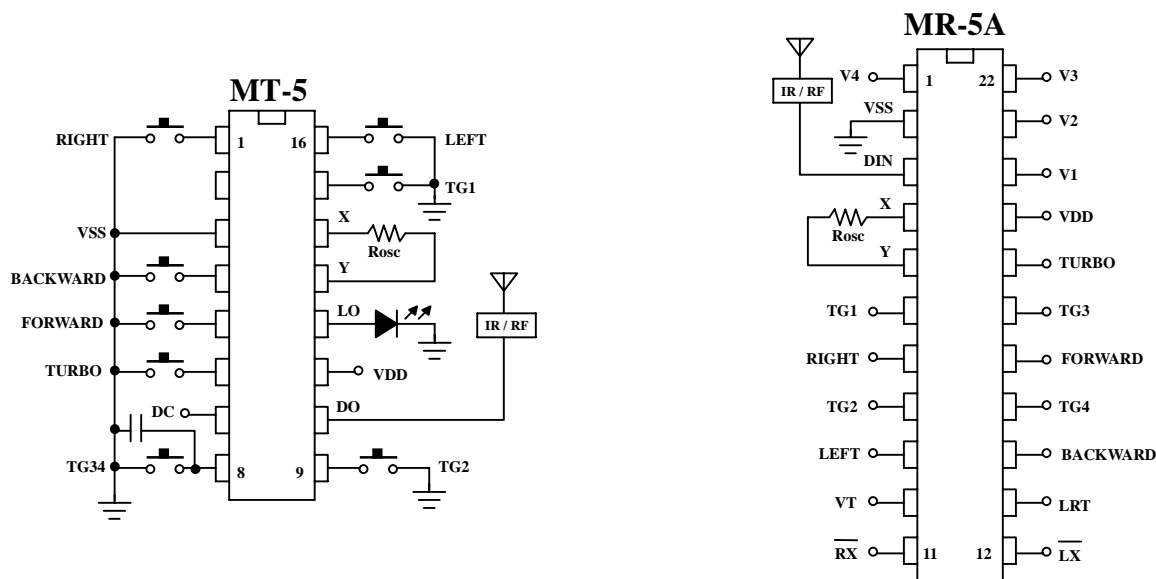 MT-5
RIGHT
1
16
LEFT
TG1
VSS
X
Rosc
BACKWARD
Y
FORWARD
LO
IR / RF
TURBO
VDD
DC
DO
TG34
8
9
TG2
MR-5A
IR / RF
V4
1
22
V3
VSS
V2
DIN
V1
X
Rosc
VDD
Y
TURBO
TG1
TG3
RIGHT
FORWARD
TG2
TG4
LEFT
BACKWARD
VT
LRT
R̅X̅
11
12
L̅X̅